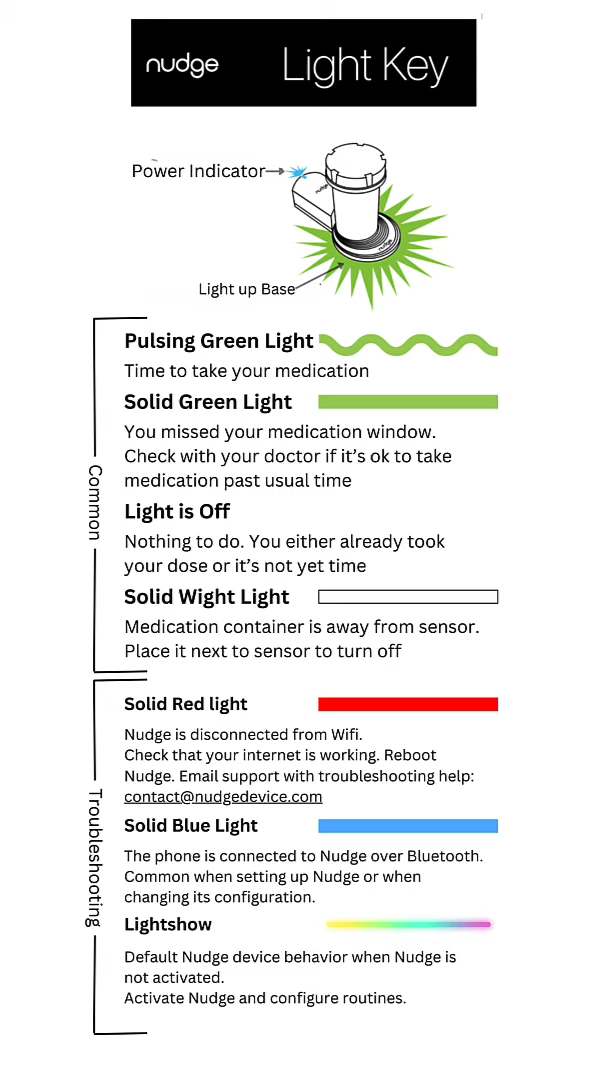 nudge Light Key
Power Indicator
nudge
nudge
Light up Base
Common
Pulsing Green Light
Time to take your medication
Solid Green Light
You missed your medication window.
Check with your doctor if it's ok to take
medication past usual time
Light is Off
Nothing to do. You either already took
your dose or it's not yet time
Solid Wight Light
Medication container is away from sensor.
Place it next to sensor to turn off
Troubleshooting
Solid Red light
Nudge is disconnected from Wifi.
Check that your internet is working. Reboot
Nudge. Email support with troubleshooting help:
contact@nudgedevice.com
Solid Blue Light
The phone is connected to Nudge over Bluetooth.
Common when setting up Nudge or when
changing its configuration.
Lightshow
Default Nudge device behavior when Nudge is
not activated.
Activate Nudge and configure routines.